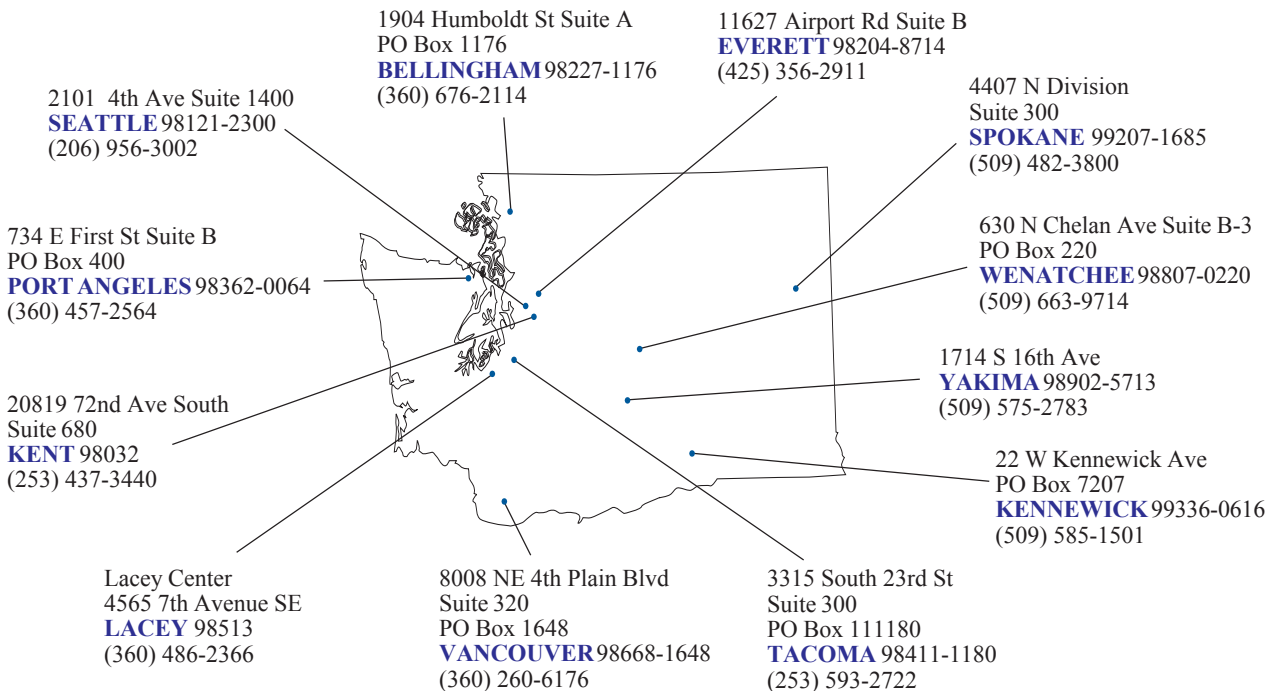 1904 Humboldt St Suite A
PO Box 1176
BELLINGHAM 98227-1176
(360) 676-2114
11627 Airport Rd Suite B
EVERETT 98204-8714
(425) 356-2911
2101 4th Ave Suite 1400
SEATTLE 98121-2300
(206) 956-3002
4407 N Division
Suite 300
SPOKANE 99207-1685
(509) 482-3800
734 E First St Suite B
PO Box 400
PORT ANGELES 98362-0064
(360) 457-2564
630 N Chelan Ave Suite B-3
PO Box 220
WENATCHEE 98807-0220
(509) 663-9714
1714 S 16th Ave
YAKIMA 98902-5713
(509) 575-2783
20819 72nd Ave South
Suite 680
KENT 98032
(253) 437-3440
22 W Kennewick Ave
PO Box 7207
KENNEWICK 99336-0616
(509) 585-1501
Lacey Center
4565 7th Avenue SE
LACEY 98513
(360) 486-2366
8008 NE 4th Plain Blvd
Suite 320
PO Box 1648
VANCOUVER 98668-1648
(360) 260-6176
3315 South 23rd St
Suite 300
PO Box 111180
TACOMA 98411-1180
(253) 593-2722